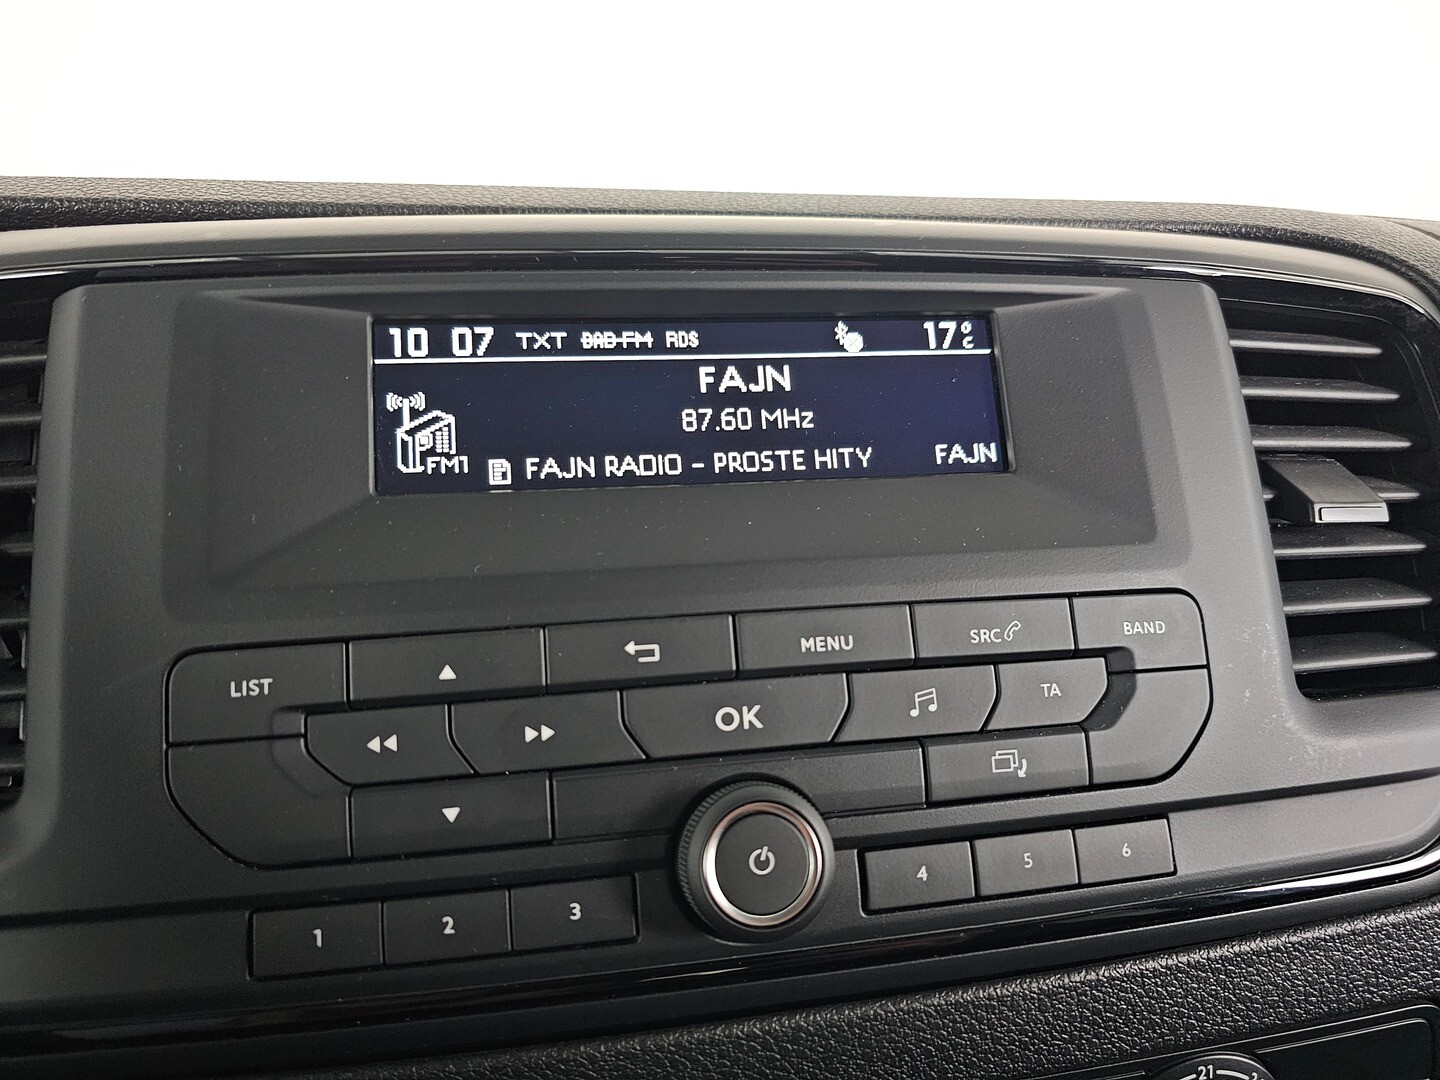 10 07 TXT DAB-FM RDS 17°C
FAJN
87.60 MHz
FM1
FAJN RADIO - PROSTE HITY FAJN
LIST
MENU
SRC
BAND
OK
TA
1
2
3
4
5
6
21